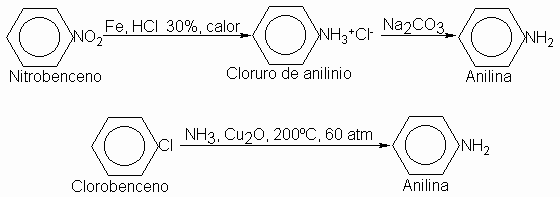 NO2 Fe, HCl 30%, calor NH3+Cl- Na2CO3 NH2
Nitrobenceno Cloruro de anilinio Anilina
Cl NH3, Cu2O, 200ºC, 60 atm NH2
Clorobenceno Anilina